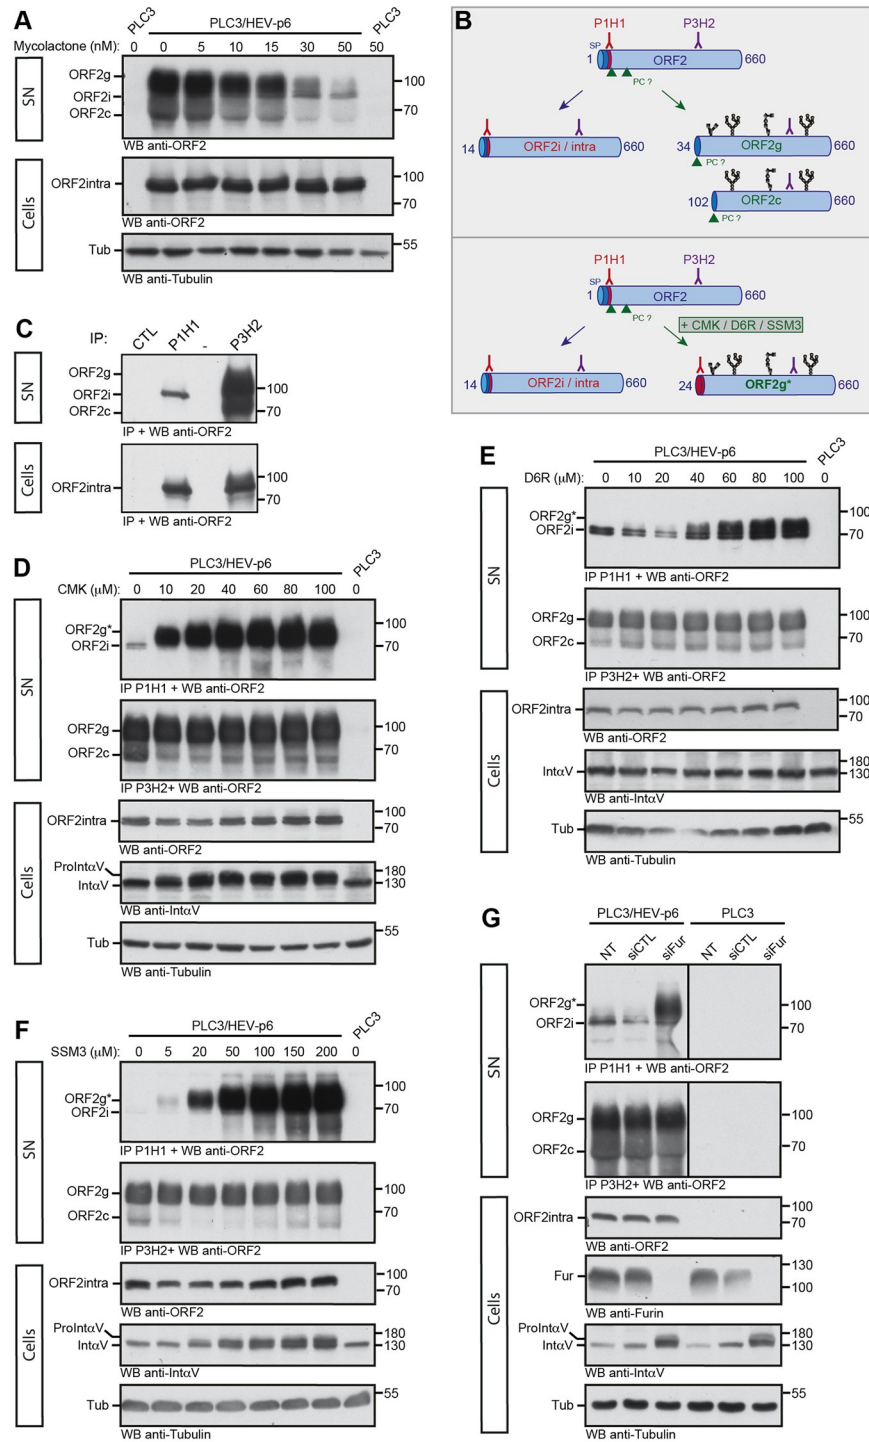 A
PLC3 PLC3/HEV-p6 PLC3
Mycolactone (nM): 0 0 5 10 15 30 50 50
SN
ORF2g
ORF2i
ORF2c
100
70
WB anti-ORF2
Cells
ORF2intra
100
70
WB anti-ORF2
Tub
55
WB anti-Tubulin
B
P1H1 P3H2
SP
1 ORF2 660
PC ?
14 ORF2i / intra 660
34 ORF2g 660
PC ?
102 ORF2c 660
PC ?
P1H1 P3H2
SP
1 ORF2 660
PC ?
+ CMK / D6R / SSM3
14 ORF2i / intra 660
24 ORF2g* 660
C
IP: CTL P1H1 - P3H2
SN
ORF2g
ORF2i
ORF2c
100
70
IP + WB anti-ORF2
Cells
ORF2intra
100
70
IP + WB anti-ORF2
D
PLC3/HEV-p6 PLC3
CMK (µM): 0 10 20 40 60 80 100 0
SN
ORF2g*
ORF2i
100
70
IP P1H1 + WB anti-ORF2
ORF2g
ORF2c
100
70
IP P3H2+ WB anti-ORF2
Cells
ORF2intra
100
70
WB anti-ORF2
ProIntαV
IntαV
180
130
WB anti-IntαV
Tub
55
WB anti-Tubulin
E
PLC3/HEV-p6 PLC3
D6R (µM): 0 10 20 40 60 80 100 0
SN
ORF2g*
ORF2i
100
70
IP P1H1 + WB anti-ORF2
ORF2g
ORF2c
100
70
IP P3H2+ WB anti-ORF2
Cells
ORF2intra
100
70
WB anti-ORF2
IntαV
180
130
WB anti-IntαV
Tub
55
WB anti-Tubulin
F
PLC3/HEV-p6 PLC3
SSM3 (µM): 0 5 20 50 100 150 200 0
SN
ORF2g*
ORF2i
100
70
IP P1H1 + WB anti-ORF2
ORF2g
ORF2c
100
70
IP P3H2+ WB anti-ORF2
Cells
ORF2intra
100
70
WB anti-ORF2
ProIntαV
IntαV
180
130
WB anti-IntαV
Tub
55
WB anti-Tubulin
G
PLC3/HEV-p6 PLC3
NT siCTL siFur NT siCTL siFur
SN
ORF2g*
ORF2i
100
70
IP P1H1 + WB anti-ORF2
ORF2g
ORF2c
100
70
IP P3H2+ WB anti-ORF2
Cells
ORF2intra
100
70
WB anti-ORF2
Fur
130
100
WB anti-Furin
ProIntαV
IntαV
180
130
WB anti-IntαV
Tub
55
WB anti-Tubulin